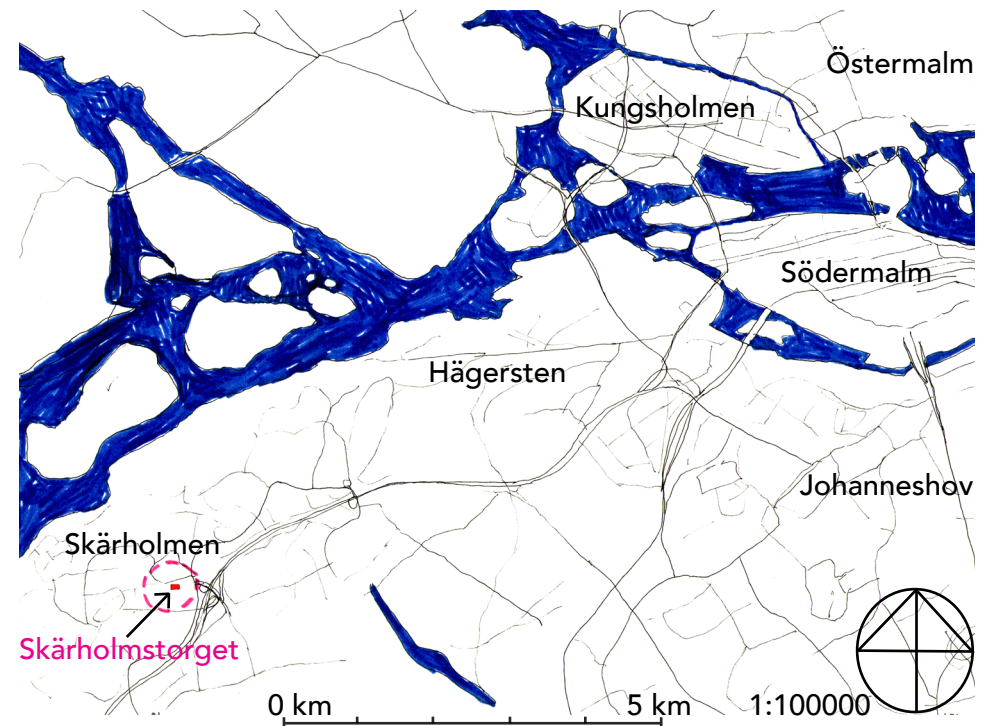 Östermalm
Kungsholmen
Södermalm
Hägersten
Johanneshov
Skärholmen
Skärholmstorget
0 km 5 km 1:100000